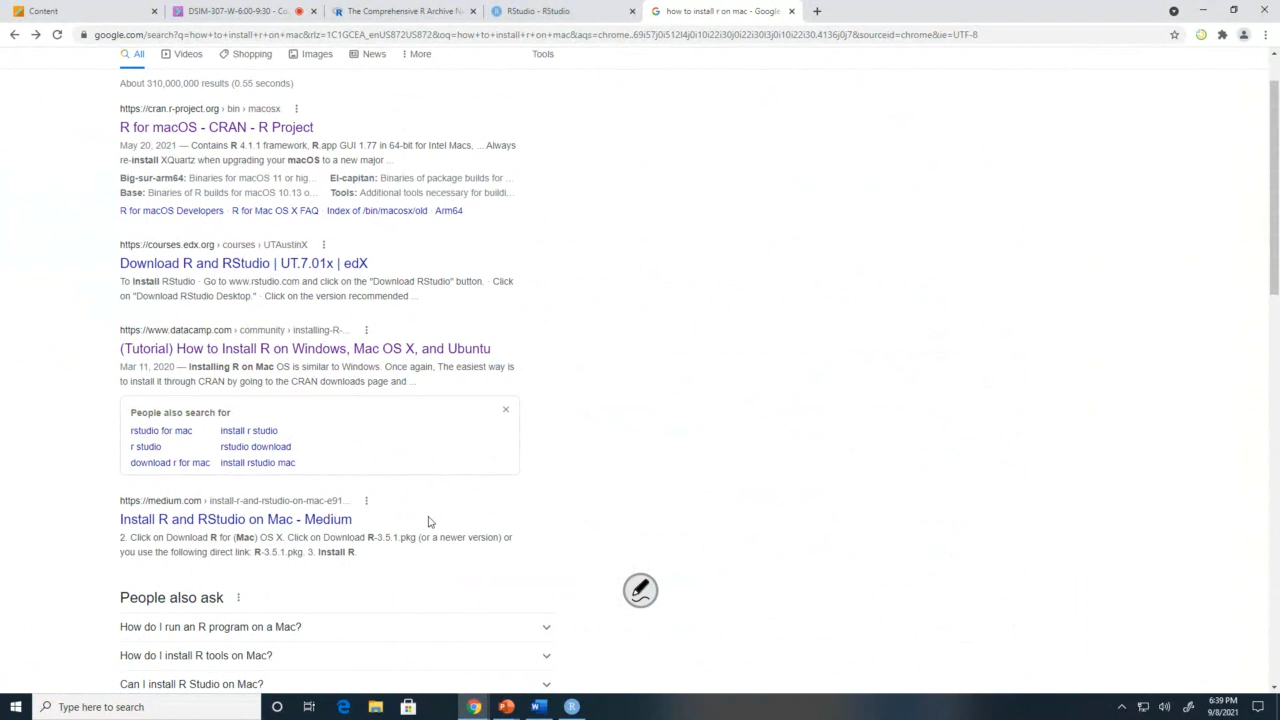 Content
DSIM-307-W-6:00-9:30 - Co
The Comprehensive R Archive N
RStudio - RStudio
how to install r on mac - Google
google.com/search?q=how+to+install+r+on+mac&rlz=1C1GCEA_enUS872US872&oq=how+to+install+r+on+mac&aqs=chrome..69i57j0i512l4j0i10i22i30l3j0i10i22i30.4136j0j7&sourceid=chrome&ie=UTF-8
All Videos Shopping Images News More Tools
About 310,000,000 results (0.55 seconds)
https://cran.r-project.org › bin › macosx
R for macOS - CRAN - R Project
May 20, 2021 — Contains R 4.1.1 framework, R.app GUI 1.77 in 64-bit for Intel Macs, ... Always
re-install XQuartz when upgrading your macOS to a new major ...
Big-sur-arm64: Binaries for macOS 11 or hig... El-capitan: Binaries of package builds for ...
Base: Binaries of R builds for macOS 10.13 o... Tools: Additional tools necessary for buildi...
R for macOS Developers · R for Mac OS X FAQ · Index of /bin/macosx/old · Arm64
https://courses.edx.org › courses › UTAustinX
Download R and RStudio | UT.7.01x | edX
To install RStudio · Go to www.rstudio.com and click on the "Download RStudio" button. · Click
on "Download RStudio Desktop." · Click on the version recommended ...
https://www.datacamp.com › community › installing-R-...
(Tutorial) How to Install R on Windows, Mac OS X, and Ubuntu
Mar 11, 2020 — Installing R on Mac OS is similar to Windows. Once again, The easiest way is
to install it through CRAN by going to the CRAN downloads page and ...
People also search for
rstudio for mac install r studio
r studio rstudio download
download r for mac install rstudio mac
https://medium.com › install-r-and-rstudio-on-mac-e91...
Install R and RStudio on Mac - Medium
2. Click on Download R for (Mac) OS X. Click on Download R-3.5.1.pkg (or a newer version) or
you use the following direct link: R-3.5.1.pkg. 3. Install R.
People also ask
How do I run an R program on a Mac?
How do I install R tools on Mac?
Can I install R Studio on Mac?
Type here to search
6:39 PM
9/8/2021